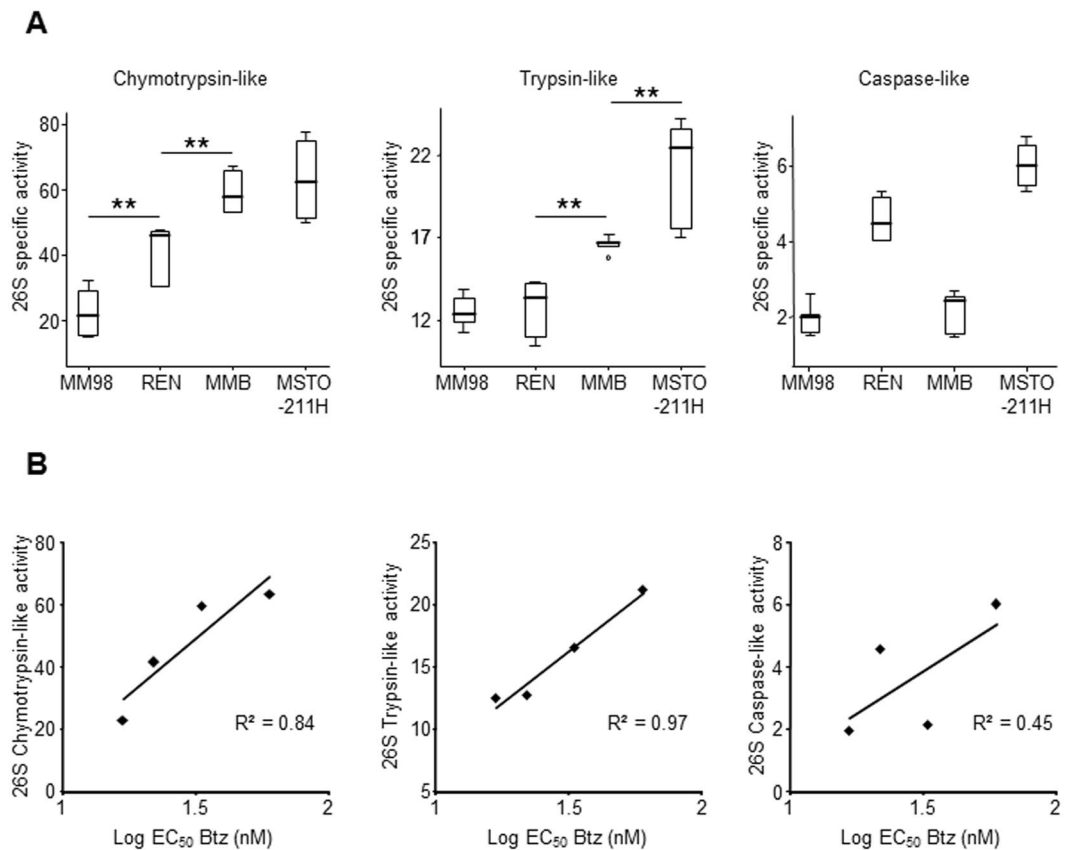 A
Chymotrypsin-like
Trypsin-like
Caspase-like
26S specific activity
80
60
40
20
**
**
MM98 REN MMB MSTO
-211H
26S specific activity
22
17
12
**
**
MM98 REN MMB MSTO
-211H
26S specific activity
6
4
2
MM98 REN MMB MSTO
-211H
B
26S Chymotrypsin-like activity
80
60
40
20
0
R² = 0.84
1 1.5 2
Log EC₅₀ Btz (nM)
26S Trypsin-like activity
25
20
15
10
5
R² = 0.97
1 1.5 2
Log EC₅₀ Btz (nM)
26S Caspase-like activity
8
6
4
2
0
R² = 0.45
1 1.5 2
Log EC₅₀ Btz (nM)